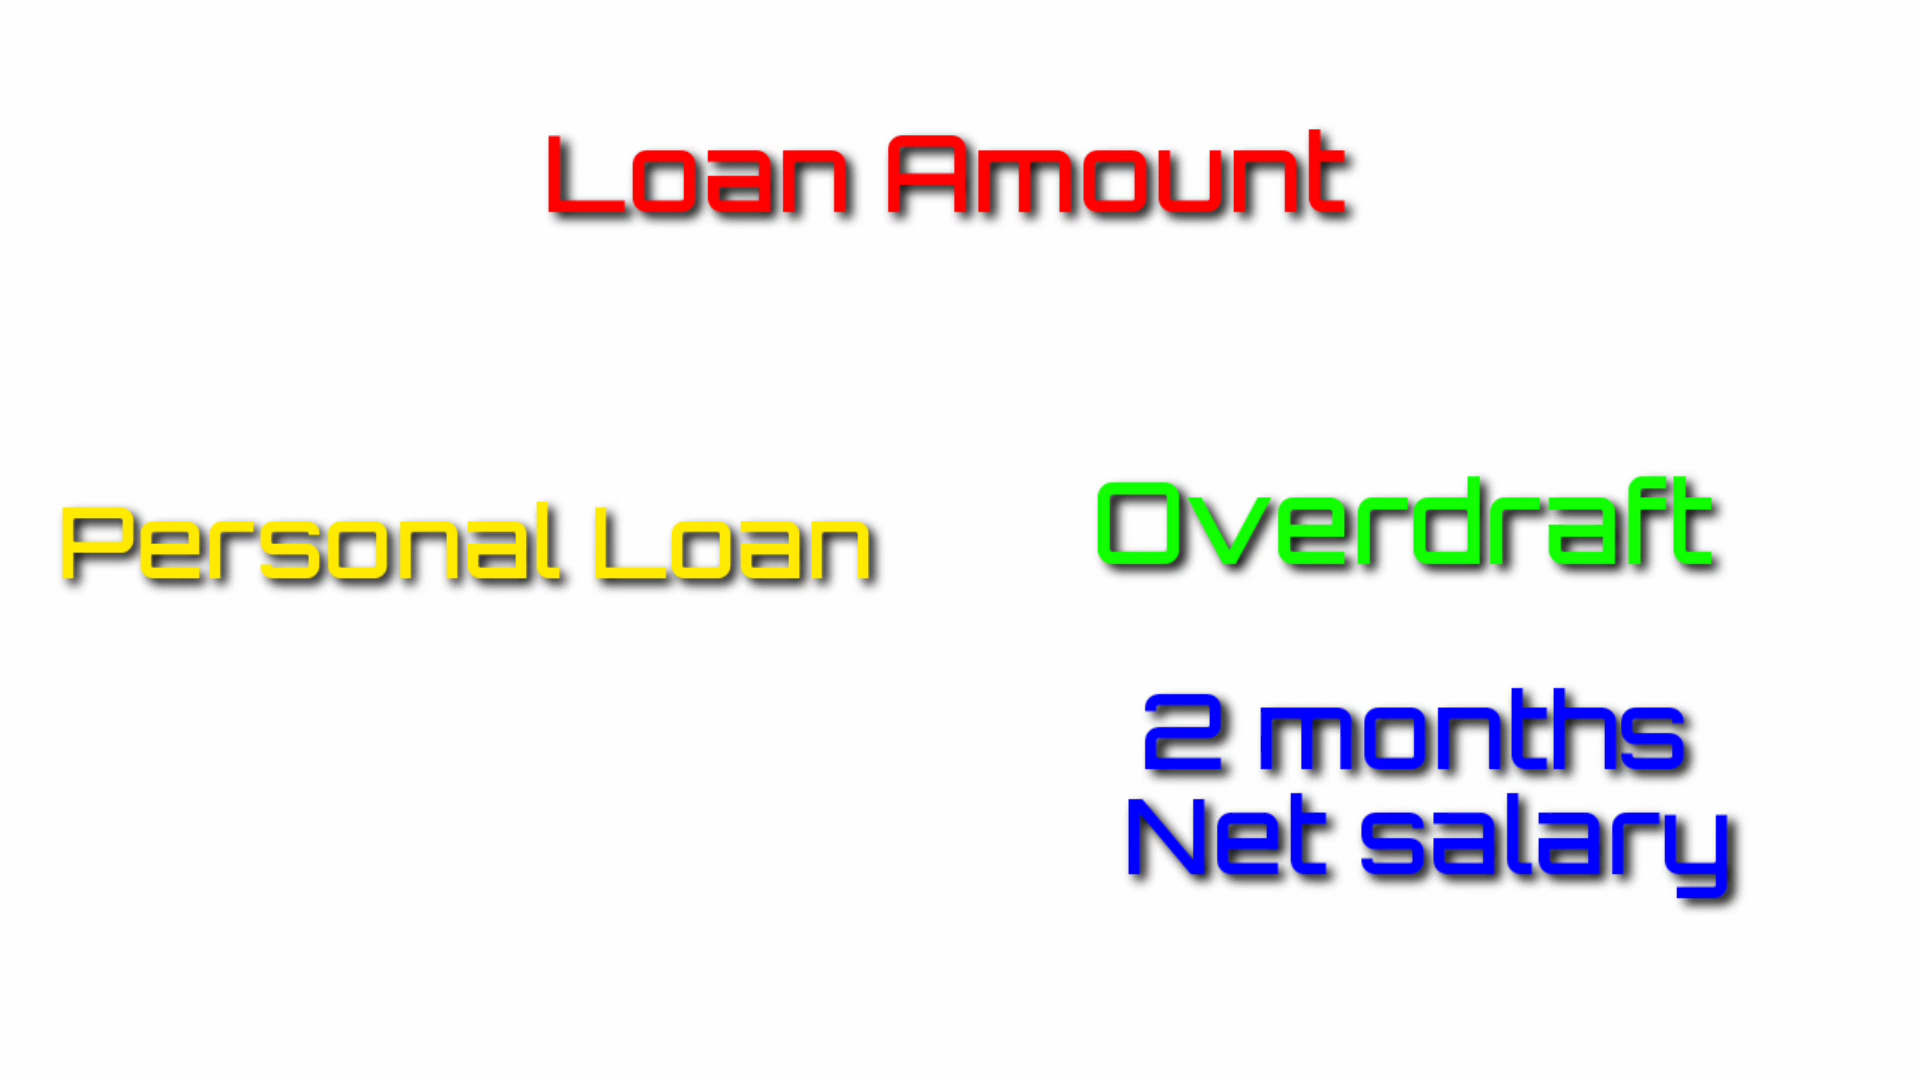 Loan Amount
Personal Loan
Overdraft
2 months
Net salary